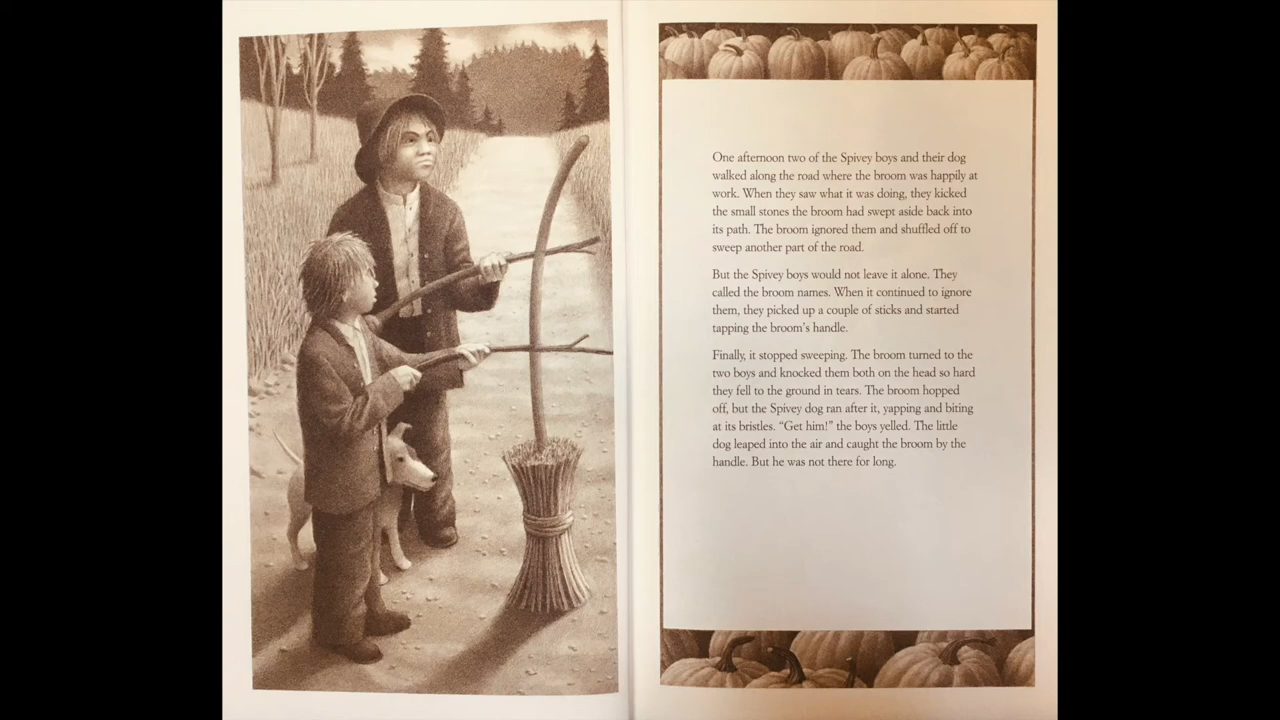 One afternoon two of the Spivey boys and their dog
walked along the road where the broom was happily at
work. When they saw what it was doing, they kicked
the small stones the broom had swept aside back into
its path. The broom ignored them and shuffled off to
sweep another part of the road.
But the Spivey boys would not leave it alone. They
called the broom names. When it continued to ignore
them, they picked up a couple of sticks and started
tapping the broom's handle.
Finally, it stopped sweeping. The broom turned to the
two boys and knocked them both on the head so hard
they fell to the ground in tears. The broom hopped
off, but the Spivey dog ran after it, yapping and biting
at its bristles. “Get him!” the boys yelled. The little
dog leaped into the air and caught the broom by the
handle. But he was not there for long.